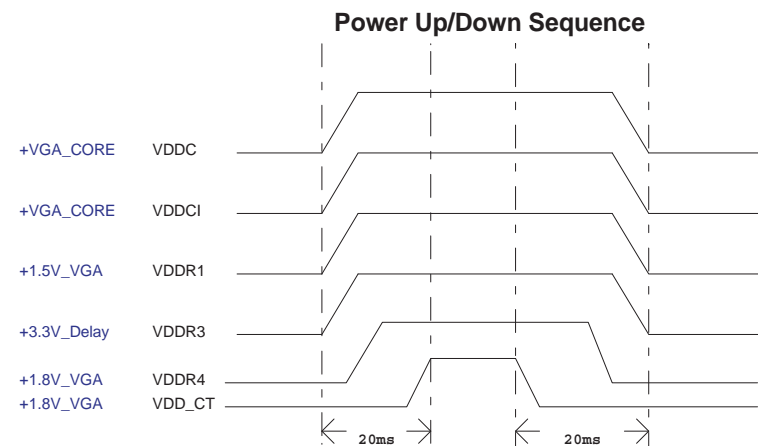 Power Up/Down Sequence
+VGA_CORE VDDC
+VGA_CORE VDDCI
+1.5V_VGA VDDR1
+3.3V_Delay VDDR3
+1.8V_VGA VDDR4
+1.8V_VGA VDD_CT
20ms 20ms